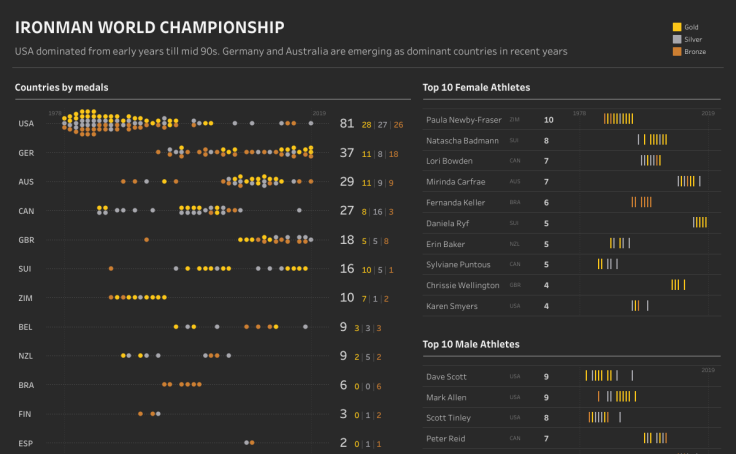 IRONMAN WORLD CHAMPIONSHIP
USA dominated from early years till mid 90s. Germany and Australia are emerging as dominant countries in recent years
Gold
Silver
Bronze
Countries by medals
1978 2019
USA 81 28 | 27 | 26
GER 37 11 | 8 | 18
AUS 29 11 | 9 | 9
CAN 27 8 | 16 | 3
GBR 18 5 | 5 | 8
SUI 16 10 | 5 | 1
ZIM 10 7 | 1 | 2
BEL 9 3 | 3 | 3
NZL 9 2 | 5 | 2
BRA 6 0 | 0 | 6
FIN 3 0 | 1 | 2
ESP 2 0 | 1 | 1
Top 10 Female Athletes
1978 2019
Paula Newby-Fraser ZIM 10
Natascha Badmann SUI 8
Lori Bowden CAN 7
Mirinda Carfrae AUS 7
Fernanda Keller BRA 6
Daniela Ryf SUI 5
Erin Baker NZL 5
Sylviane Puntous CAN 5
Chrissie Wellington GBR 4
Karen Smyers USA 4
Top 10 Male Athletes
2019
Dave Scott USA 9
Mark Allen USA 9
Scott Tinley USA 8
Peter Reid CAN 7